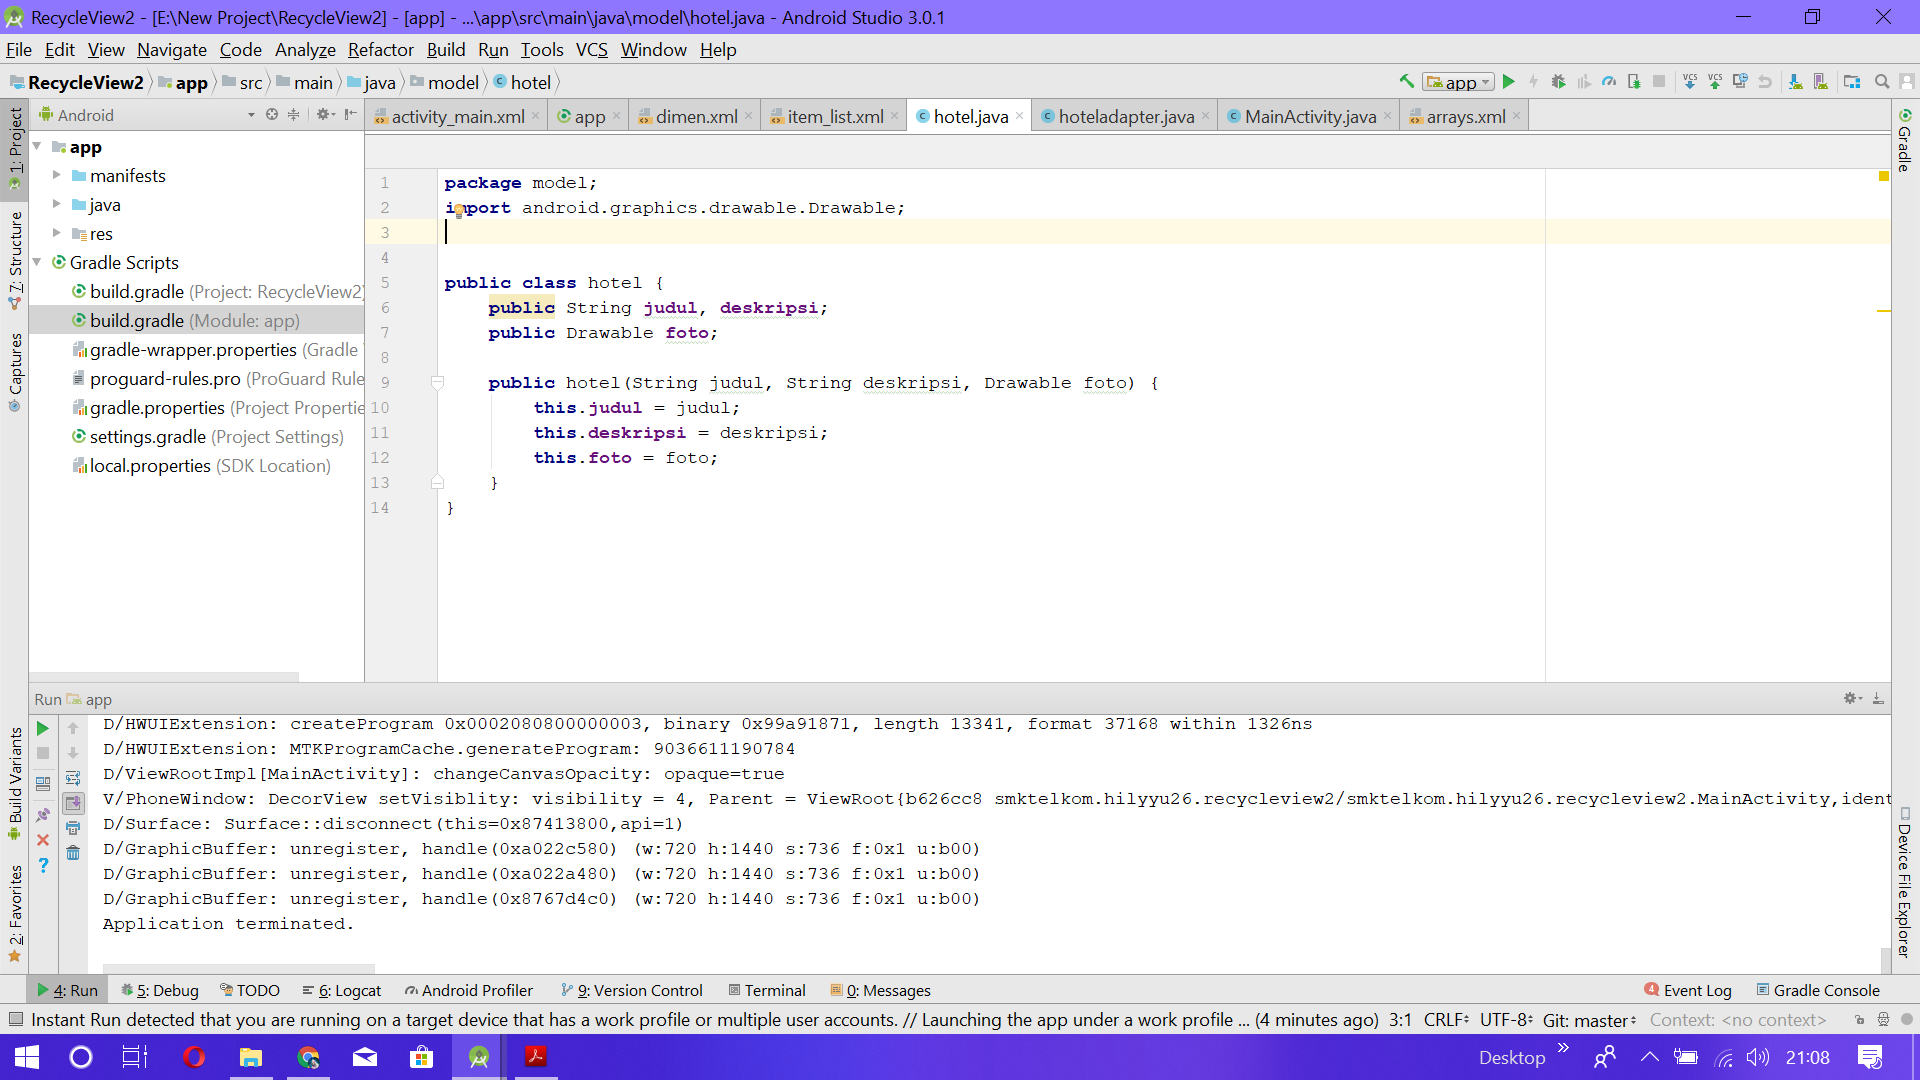 RecycleView2 - [E:\New Project\RecycleView2] - [app] - ...\app\src\main\java\model\hotel.java - Android Studio 3.0.1
File Edit View Navigate Code Analyze Refactor Build Run Tools VCS Window Help
RecycleView2 app src main java model hotel
app
VCS VCS
1: Project
7: Structure
Captures
Build Variants
2: Favorites
Android
app
manifests
java
res
Gradle Scripts
build.gradle (Project: RecycleView2)
build.gradle (Module: app)
gradle-wrapper.properties (Gradle
proguard-rules.pro (ProGuard Rule
gradle.properties (Project Propertie
settings.gradle (Project Settings)
local.properties (SDK Location)
activity_main.xml app dimen.xml item_list.xml hotel.java hoteladapter.java MainActivity.java arrays.xml
1 package model;
2 import android.graphics.drawable.Drawable;
3
4
5 public class hotel {
6 public String judul, deskripsi;
7 public Drawable foto;
8
9 public hotel(String judul, String deskripsi, Drawable foto) {
10 this.judul = judul;
11 this.deskripsi = deskripsi;
12 this.foto = foto;
13 }
14 }
Gradle
Device File Explorer
Run app
D/HWUIExtension: createProgram 0x0002080800000003, binary 0x99a91871, length 13341, format 37168 within 1326ns
D/HWUIExtension: MTKProgramCache.generateProgram: 9036611190784
D/ViewRootImpl[MainActivity]: changeCanvasOpacity: opaque=true
V/PhoneWindow: DecorView setVisiblity: visibility = 4, Parent = ViewRoot{b626cc8 smktelkom.hilyyu26.recycleview2/smktelkom.hilyyu26.recycleview2.MainActivity,ident
D/Surface: Surface::disconnect(this=0x87413800,api=1)
D/GraphicBuffer: unregister, handle(0xa022c580) (w:720 h:1440 s:736 f:0x1 u:b00)
D/GraphicBuffer: unregister, handle(0xa022a480) (w:720 h:1440 s:736 f:0x1 u:b00)
D/GraphicBuffer: unregister, handle(0x8767d4c0) (w:720 h:1440 s:736 f:0x1 u:b00)
Application terminated.
4: Run 5: Debug TODO 6: Logcat Android Profiler 9: Version Control Terminal 0: Messages 4 Event Log Gradle Console
Instant Run detected that you are running on a target device that has a work profile or multiple user accounts. // Launching the app under a work profile ... (4 minutes ago) 3:1 CRLF UTF-8 Git: master Context: <no context>
Desktop 21:08